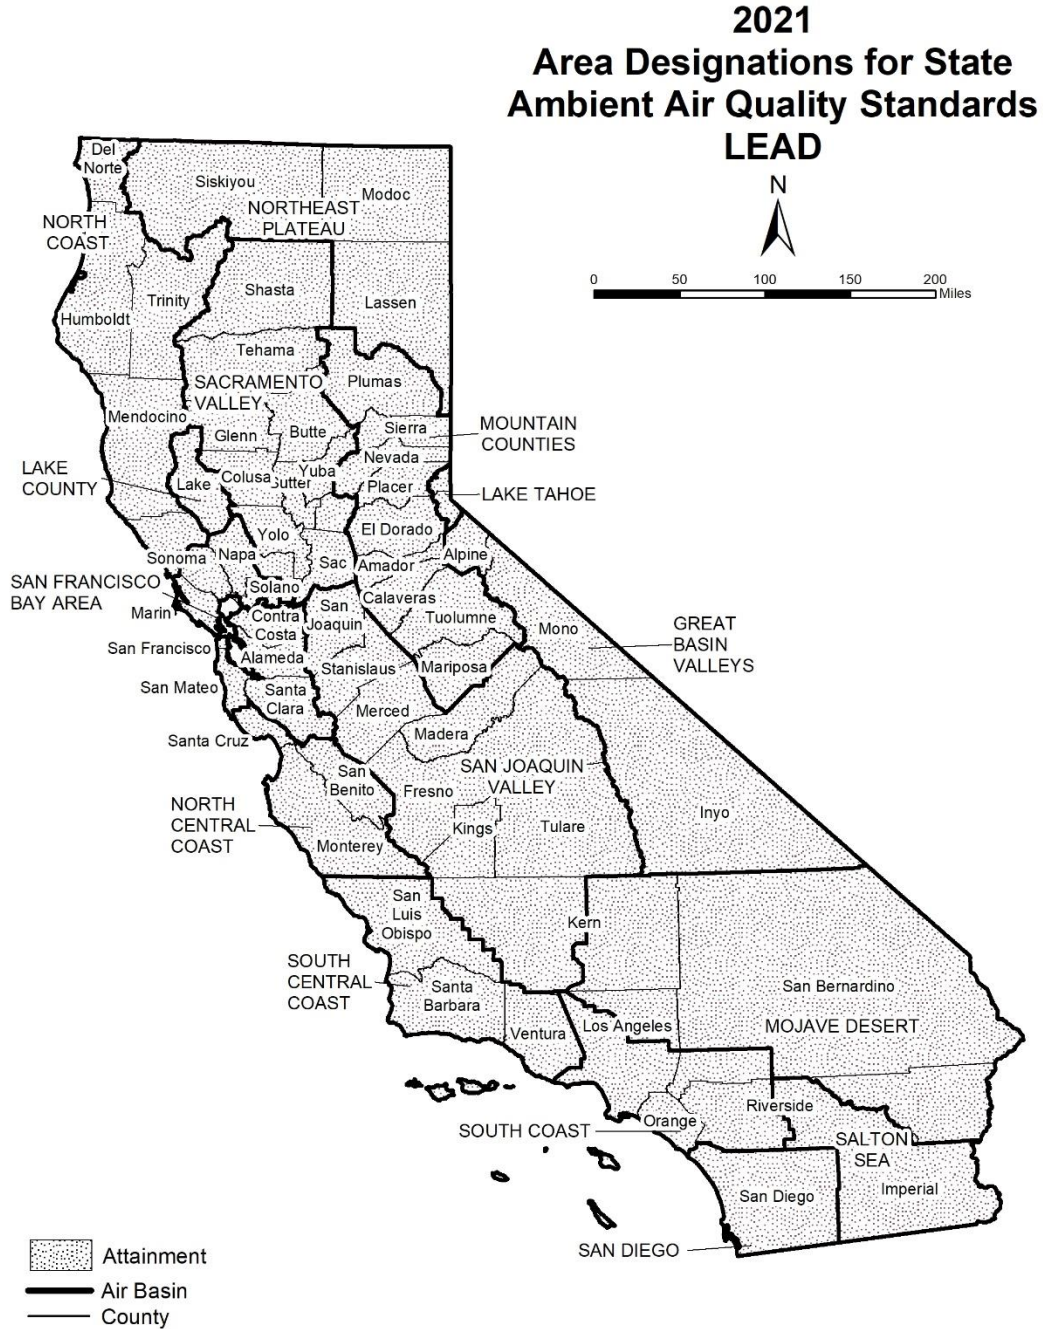 2021
Area Designations for State
Ambient Air Quality Standards
LEAD
N
0 50 100 150 200
Miles
Del
Norte
Siskiyou
Modoc
NORTHEAST
PLATEAU
NORTH
COAST
Shasta
Trinity
Lassen
Humboldt
Tehama
Plumas
SACRAMENTO
VALLEY
Mendocino
Sierra
MOUNTAIN
COUNTIES
Glenn
Butte
Nevada
LAKE
COUNTY
Lake
Colusa
Yuba
utter
Placer
LAKE TAHOE
El Dorado
Yolo
Sonoma
Napa
Sac
Amador
Alpine
SAN FRANCISCO
BAY AREA
Solano
Calaveras
Marin
Contra
Costa
San
Joaquin
Tuolumne
Mono
GREAT
BASIN
VALLEYS
San Francisco
Alameda
Stanislaus
Mariposa
San Mateo
Santa
Clara
Merced
Santa Cruz
Madera
San
Benito
Fresno
SAN JOAQUIN
VALLEY
NORTH
CENTRAL
COAST
Monterey
Kings
Tulare
Inyo
San
Luis
Obispo
Kern
SOUTH
CENTRAL
COAST
Santa
Barbara
San Bernardino
Ventura
Los Angeles
MOJAVE DESERT
Riverside
Orange
SOUTH COAST
SALTON
SEA
San Diego
Imperial
SAN DIEGO
Attainment
Air Basin
County